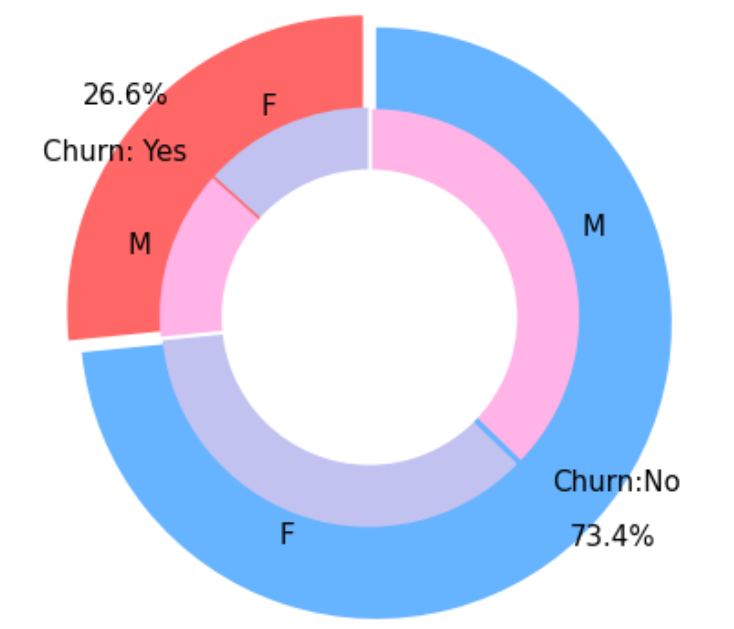 26.6%
F
Churn: Yes
M
M
Churn:No
73.4%
F